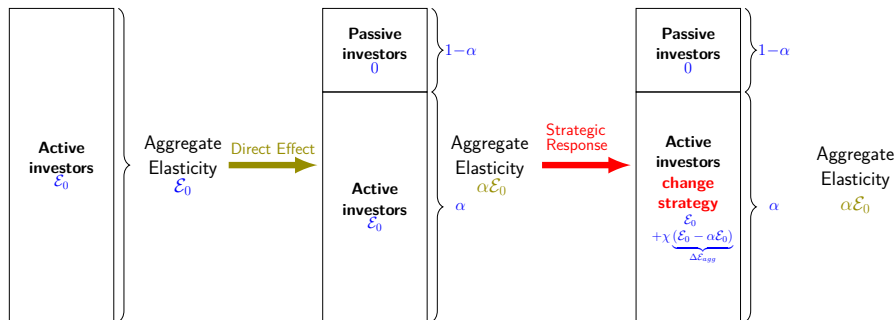 Active
investors
ℰ₀
Aggregate
Elasticity
ℰ₀
Direct Effect
Passive
investors
0
1−α
Active
investors
ℰ₀
α
Aggregate
Elasticity
αℰ₀
Strategic
Response
Passive
investors
0
1−α
Active
investors
change
strategy
ℰ₀
+χ (ℰ₀ − αℰ₀)
Δℰ_agg
α
Aggregate
Elasticity
αℰ₀